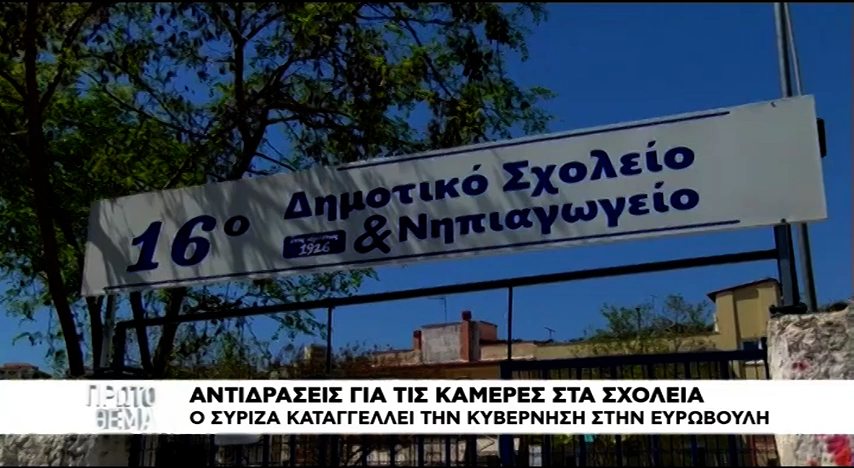 16ο
Δημοτικό Σχολείο
1926
& Νηπιαγωγείο
ΠΡΩΤΟ
ΘΕΜΑ
ΑΝΤΙΔΡΑΣΕΙΣ ΓΙΑ ΤΙΣ ΚΑΜΕΡΕΣ ΣΤΑ ΣΧΟΛΕΙΑ
Ο ΣΥΡΙΖΑ ΚΑΤΑΓΓΕΛΛΕΙ ΤΗΝ ΚΥΒΕΡΝΗΣΗ ΣΤΗΝ ΕΥΡΩΒΟΥΛΗ